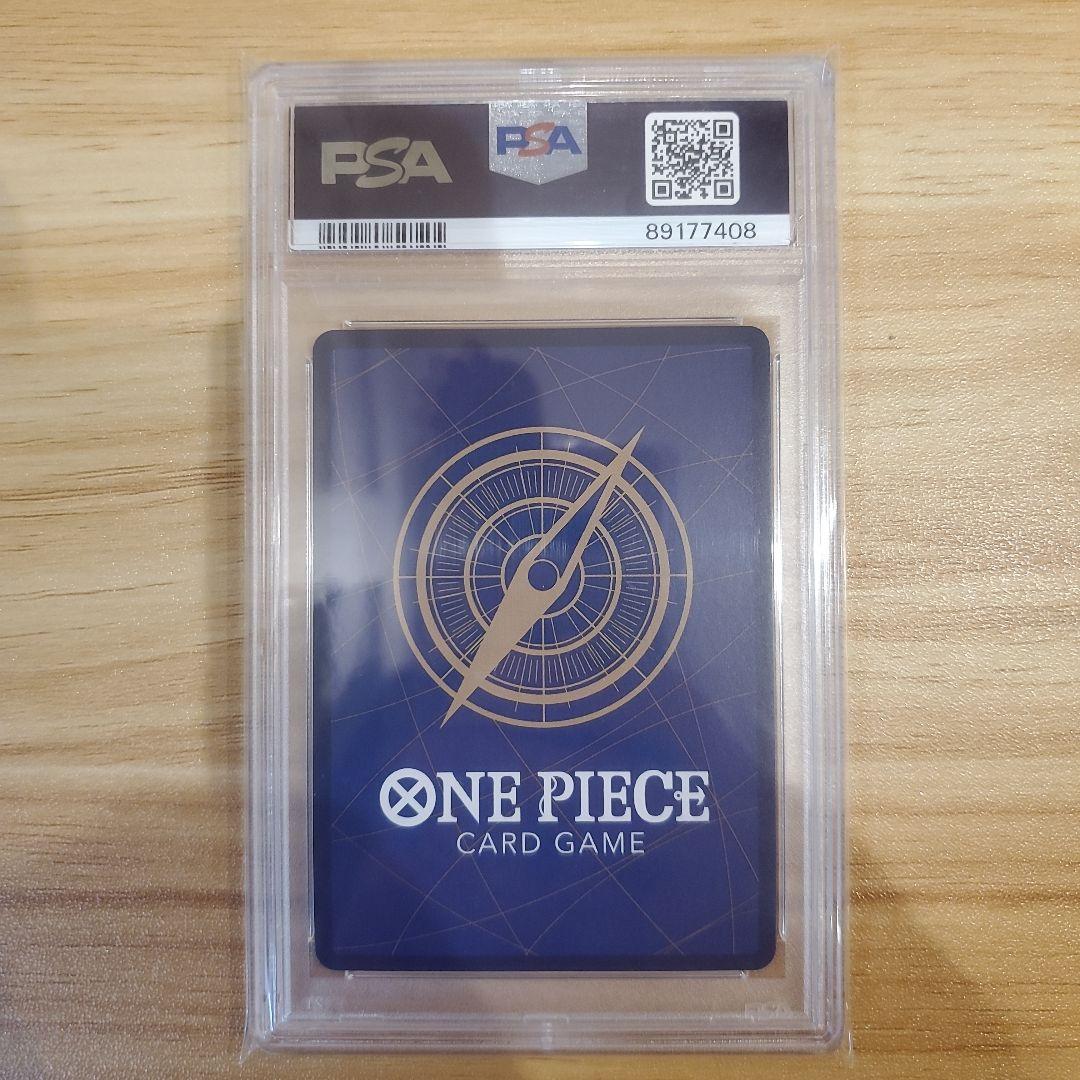 PSA
PSA
89177408
ONE PIECE
CARD GAME